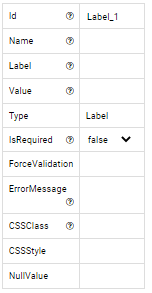 Id ? Label_1
Name ?
Label ?
Value ?
Type Label
IsRequired ? false
ForceValidation
ErrorMessage
?
CSSClass ?
CSSStyle
NullValue